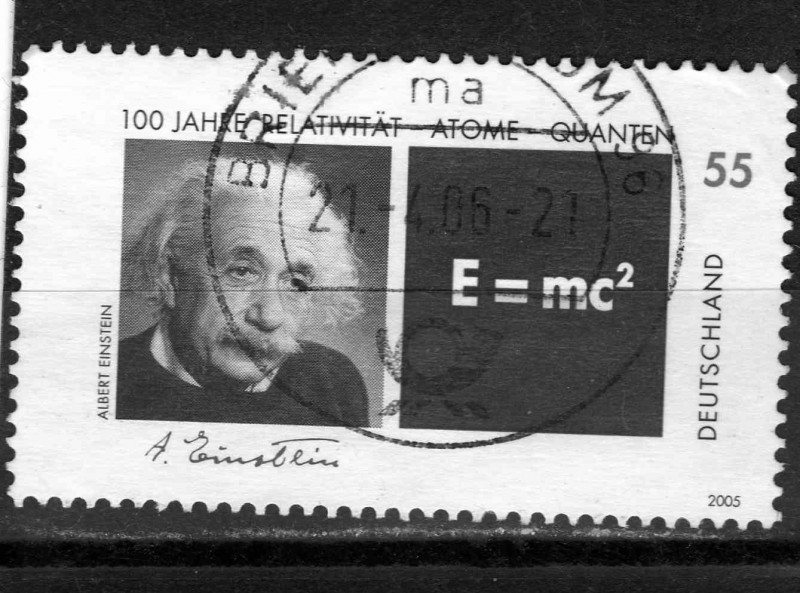 ma
100 JAHRE RELATIVITÄT - ATOME - QUANTEN
21.-4.06-21
55
E = mc²
ALBERT EINSTEIN
DEUTSCHLAND
A. Einstein
2005